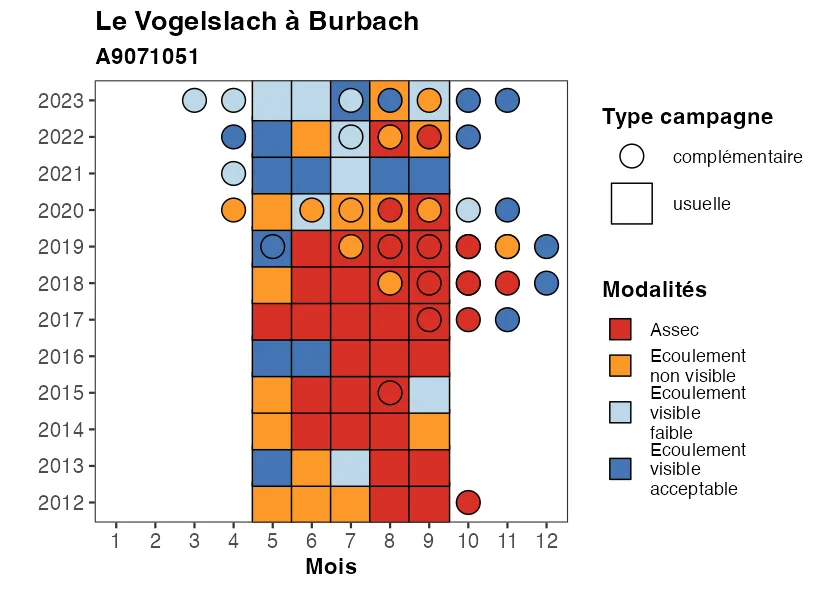 Le Vogelslach à Burbach
A9071051
2023
2022
2021
2020
2019
2018
2017
2016
2015
2014
2013
2012
1 2 3 4 5 6 7 8 9 10 11 12
Mois
Type campagne
complémentaire
usuelle
Modalités
Assec
Ecoulement
non visible
Ecoulement
visible
faible
Ecoulement
visible
acceptable